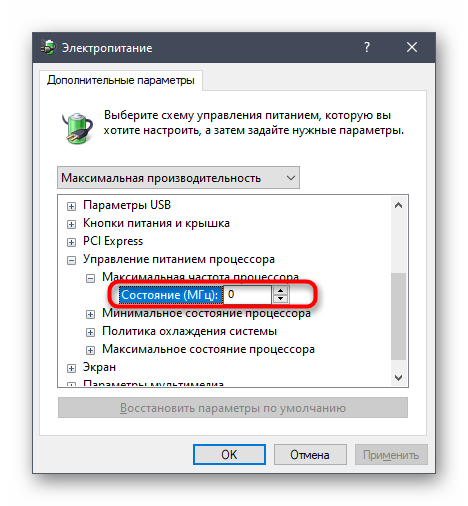 Электропитание
?
Дополнительные параметры
Выберите схему управления питанием, которую вы
хотите настроить, а затем задайте нужные параметры.
Максимальная производительность
Параметры USB
Кнопки питания и крышка
PCI Express
Управление питанием процессора
Максимальная частота процессора
Состояние (МГц): 0
Минимальное состояние процессора
Политика охлаждения системы
Максимальное состояние процессора
Экран
Параметры мультимедиа
Восстановить параметры по умолчанию
OK Отмена Применить